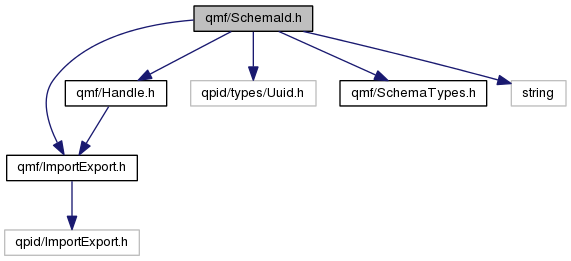 qmf/SchemaId.h
qmf/Handle.h
qpid/types/Uuid.h
qmf/SchemaTypes.h
string
qmf/ImportExport.h
qpid/ImportExport.h